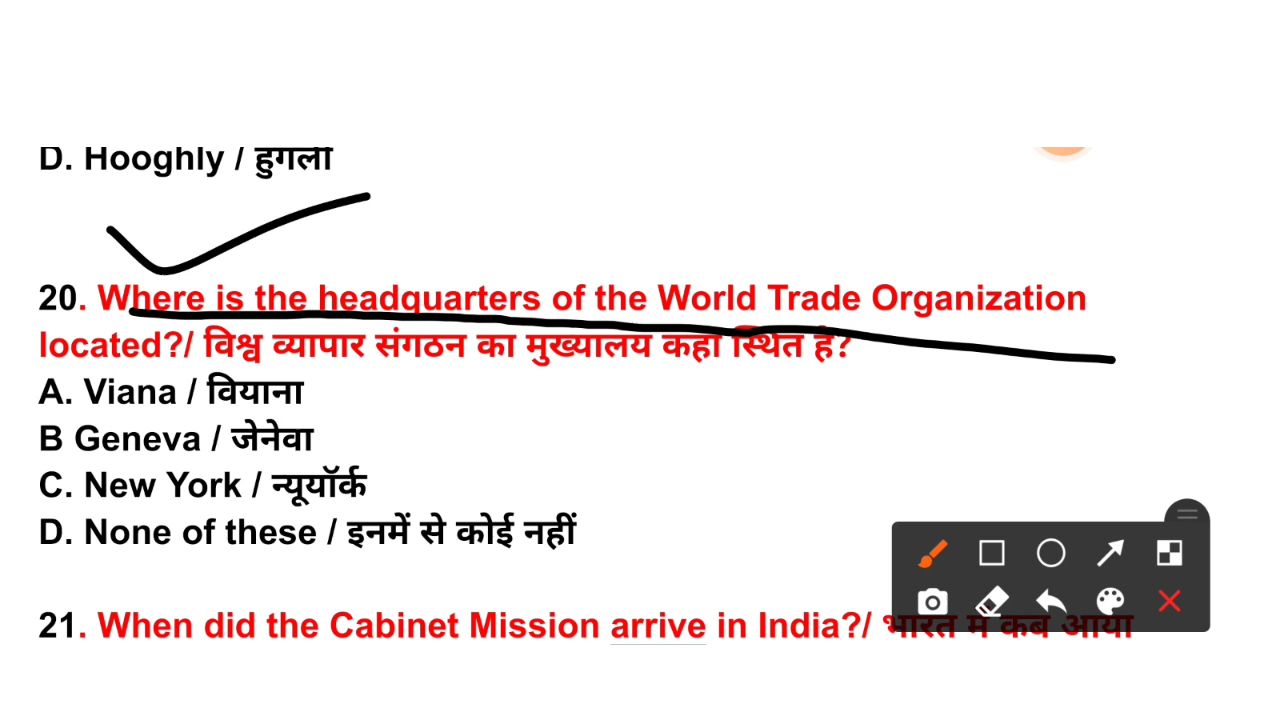 D. Hooghly / हुगली
20. Where is the headquarters of the World Trade Organization
located?/ विश्व व्यापार संगठन का मुख्यालय कहाँ स्थित है?
A. Viana / वियाना
B Geneva / जेनेवा
C. New York / न्यूयॉर्क
D. None of these / इनमें से कोई नहीं
21. When did the Cabinet Mission arrive in India?/ भारत में कब आया